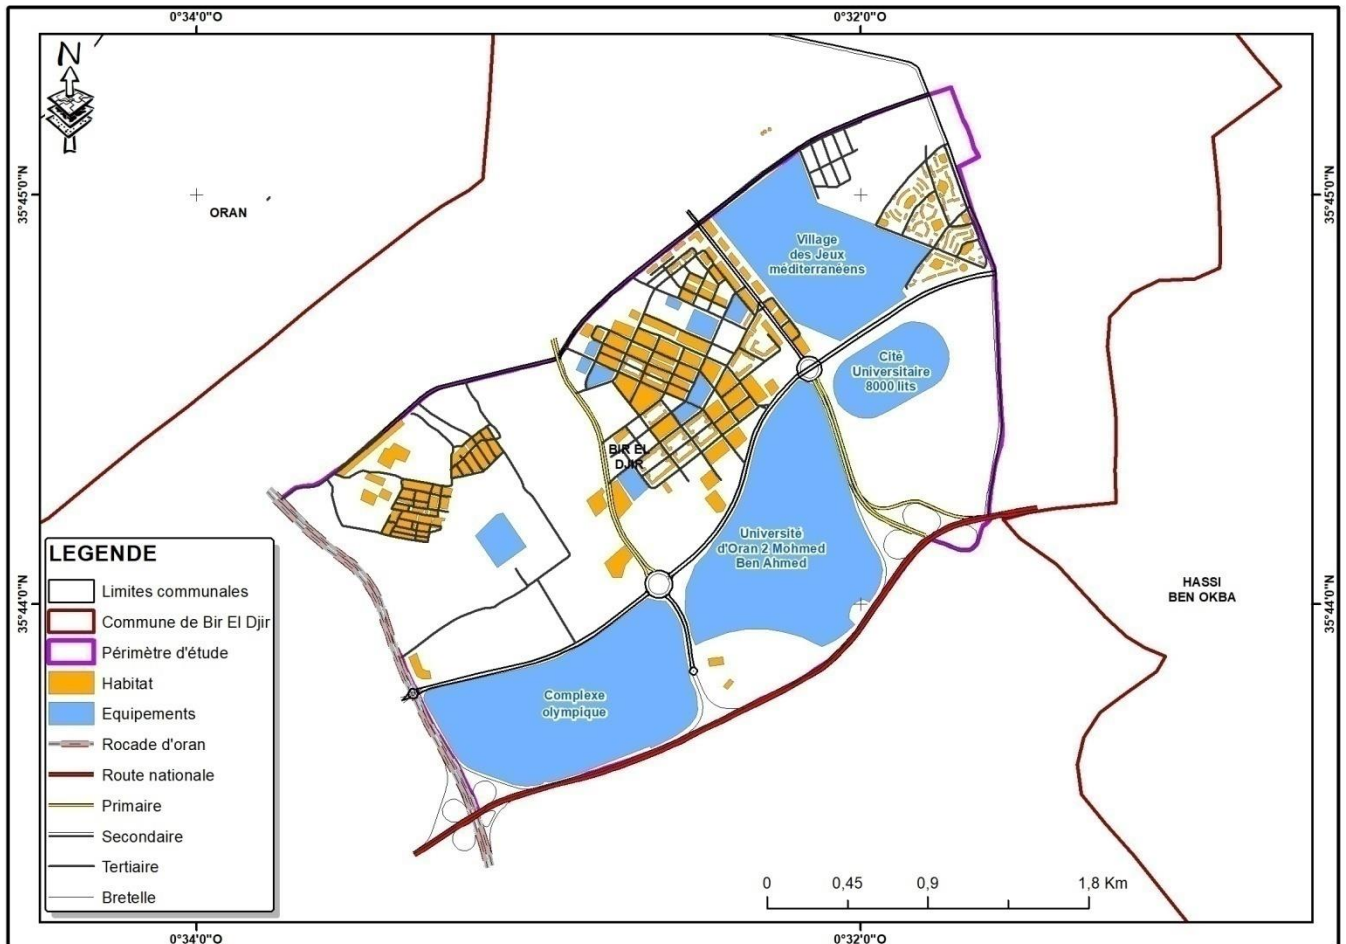 0°34'0"O
0°32'0"O
N
35°45'0"N
35°45'0"N
ORAN
Village
des Jeux
méditerranéens
Cité
Universitaire
8000 lits
BIR EL
DJIR
Université
d'Oran 2 Mohmed
Ben Ahmed
35°44'0"N
35°44'0"N
HASSI
BEN OKBA
Complexe
olympique
LEGENDE
Limites communales
Commune de Bir El Djir
Périmètre d'étude
Habitat
Equipements
Rocade d'oran
Route nationale
Primaire
Secondaire
Tertiaire
Bretelle
0 0,45 0,9 1,8 Km
0°34'0"O
0°32'0"O